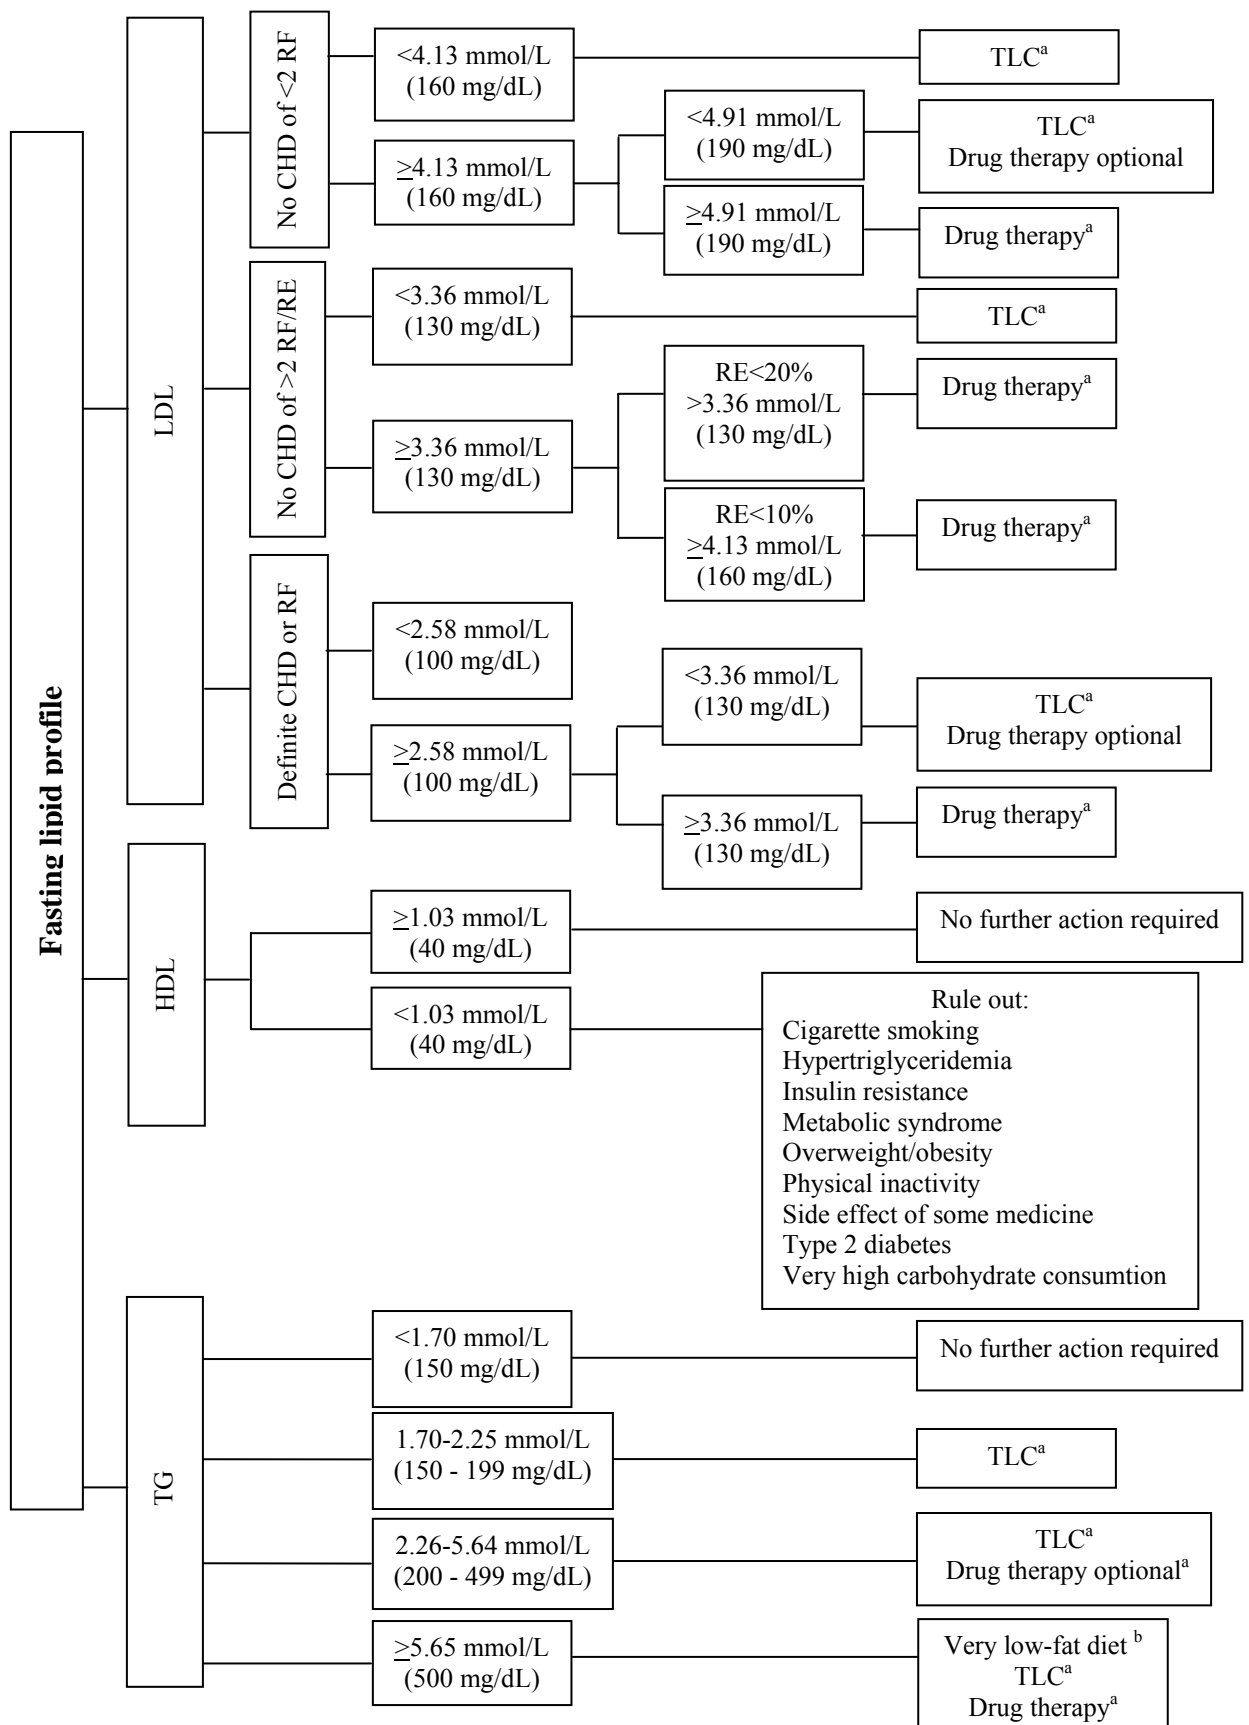 Fasting lipid profile
LDL
No CHD of <2 RF
<4.13 mmol/L
(160 mg/dL)
TLCᵃ
≥4.13 mmol/L
(160 mg/dL)
<4.91 mmol/L
(190 mg/dL)
TLCᵃ
Drug therapy optional
≥4.91 mmol/L
(190 mg/dL)
Drug therapyᵃ
No CHD of >2 RF/RE
<3.36 mmol/L
(130 mg/dL)
TLCᵃ
≥3.36 mmol/L
(130 mg/dL)
RE<20%
>3.36 mmol/L
(130 mg/dL)
Drug therapyᵃ
RE<10%
≥4.13 mmol/L
(160 mg/dL)
Drug therapyᵃ
Definite CHD or RF
<2.58 mmol/L
(100 mg/dL)
≥2.58 mmol/L
(100 mg/dL)
<3.36 mmol/L
(130 mg/dL)
TLCᵃ
Drug therapy optional
≥3.36 mmol/L
(130 mg/dL)
Drug therapyᵃ
HDL
≥1.03 mmol/L
(40 mg/dL)
No further action required
<1.03 mmol/L
(40 mg/dL)
Rule out:
Cigarette smoking
Hypertriglyceridemia
Insulin resistance
Metabolic syndrome
Overweight/obesity
Physical inactivity
Side effect of some medicine
Type 2 diabetes
Very high carbohydrate consumtion
TG
<1.70 mmol/L
(150 mg/dL)
No further action required
1.70-2.25 mmol/L
(150 - 199 mg/dL)
TLCᵃ
2.26-5.64 mmol/L
(200 - 499 mg/dL)
TLCᵃ
Drug therapy optionalᵃ
≥5.65 mmol/L
(500 mg/dL)
Very low-fat diet ᵇ
TLCᵃ
Drug therapyᵃ